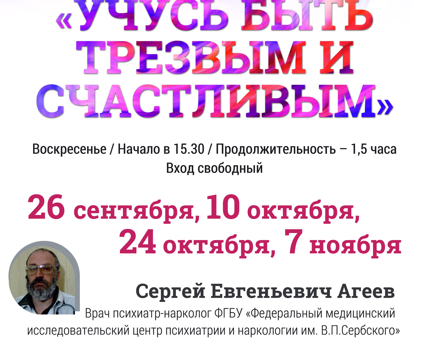 «УЧУСЬ БЫТЬ
ТРЕЗВЫМ И
СЧАСТЛИВЫМ»
Воскресенье / Начало в 15.30 / Продолжительность – 1,5 часа
Вход свободный
26 сентября, 10 октября,
24 октября, 7 ноября
Сергей Евгеньевич Агеев
Врач психиатр-нарколог ФГБУ «Федеральный медицинский
исследовательский центр психиатрии и наркологии им. В.П.Сербского»